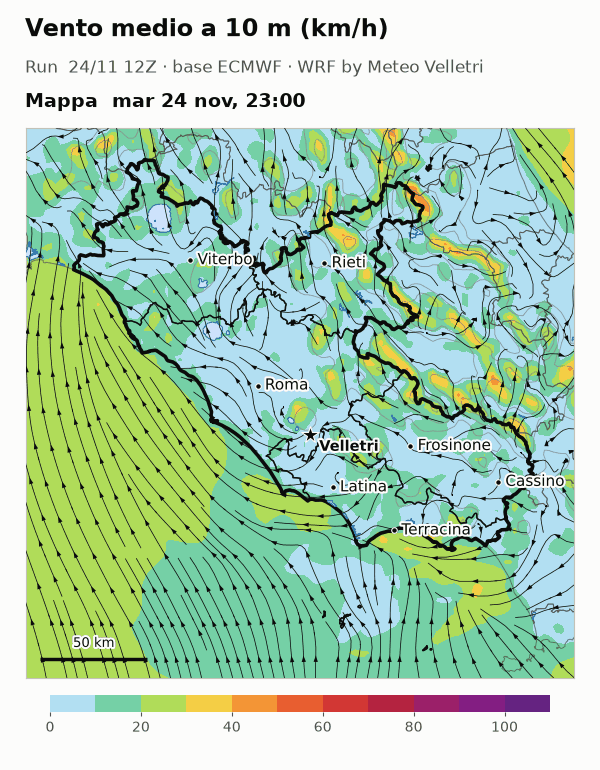 Vento medio a 10 m (km/h)
Run  24/11 12Z · base ECMWF · WRF by Meteo Velletri
Mappa  mar 24 nov, 23:00
Viterbo
Rieti
Roma
Velletri
Frosinone
Latina
Cassino
Terracina
50 km
0 20 40 60 80 100